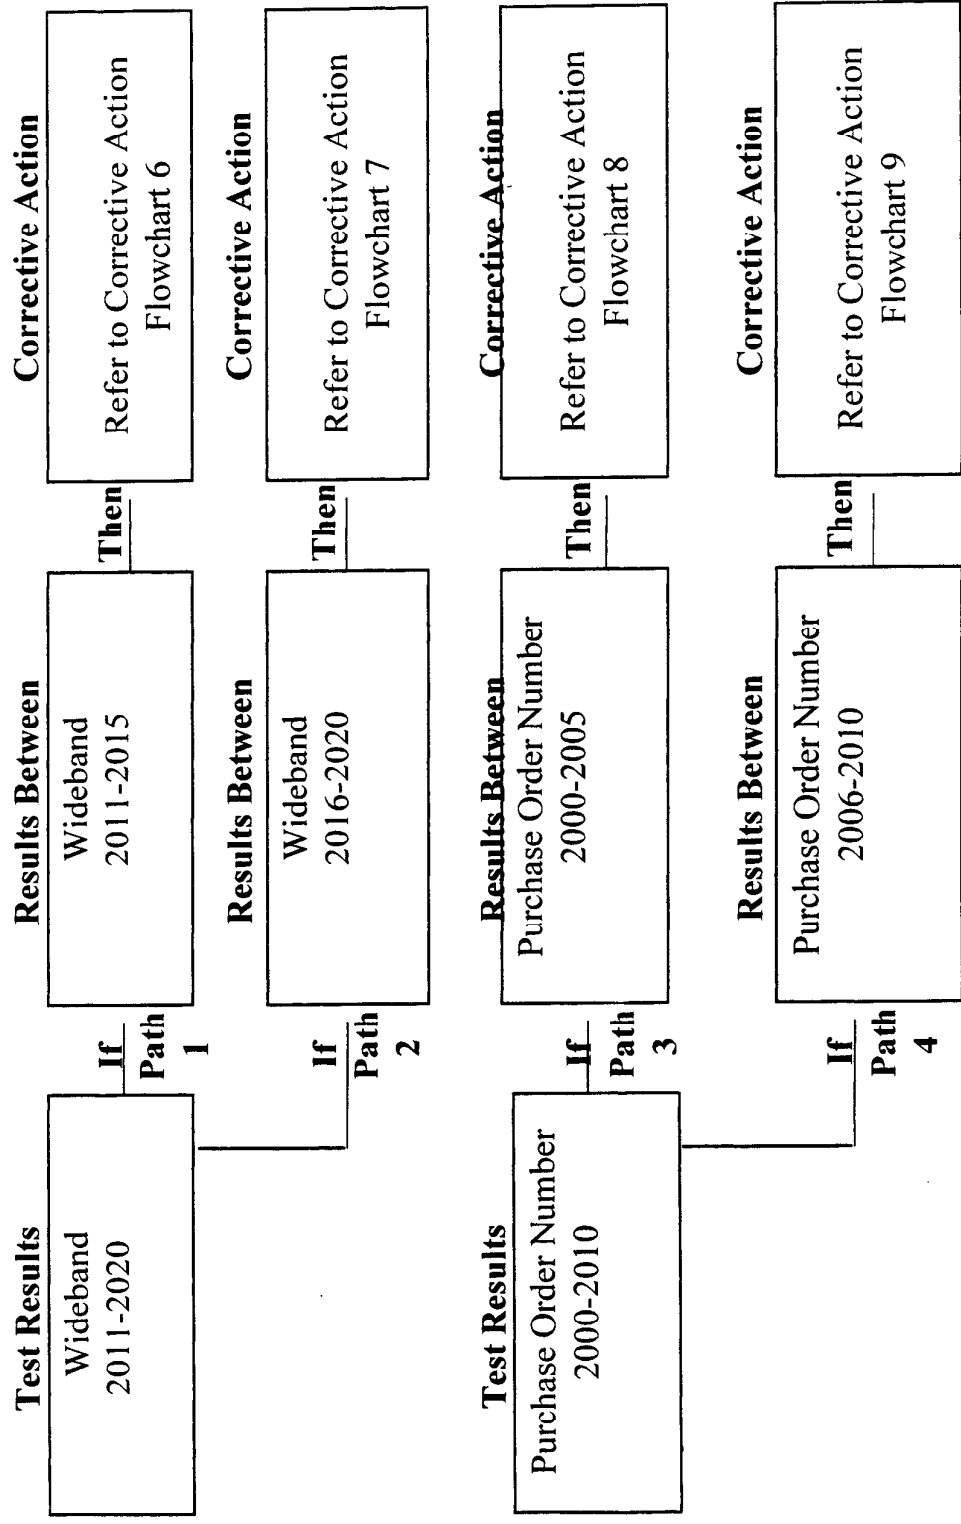 Test Results
Results Between
Corrective Action
Wideband
2011-2020
If
Path
1
Wideband
2011-2015
Then
Refer to Corrective Action
Flowchart 6
Results Between
Corrective Action
If
Path
2
Wideband
2016-2020
Then
Refer to Corrective Action
Flowchart 7
Test Results
Results Between
Corrective Action
Purchase Order Number
2000-2010
If
Path
3
Purchase Order Number
2000-2005
Then
Refer to Corrective Action
Flowchart 8
Results Between
Corrective Action
If
Path
4
Purchase Order Number
2006-2010
Then
Refer to Corrective Action
Flowchart 9